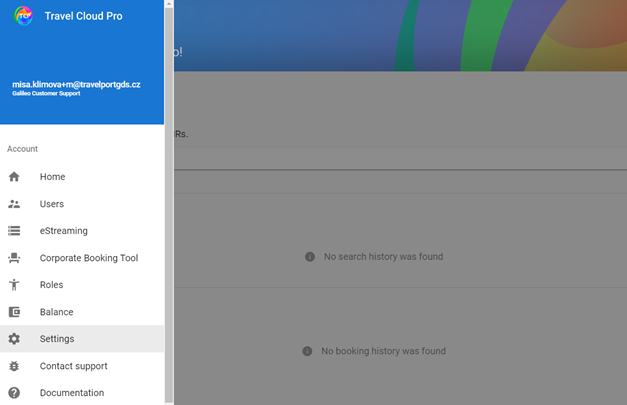 Travel Cloud Pro
o!
misa.klimova+m@travelportgds.cz
Galileo Customer Support
Rs.
Account
Home
Users
eStreaming
Corporate Booking Tool
No search history was found
Roles
Balance
Settings
No booking history was found
Contact support
Documentation